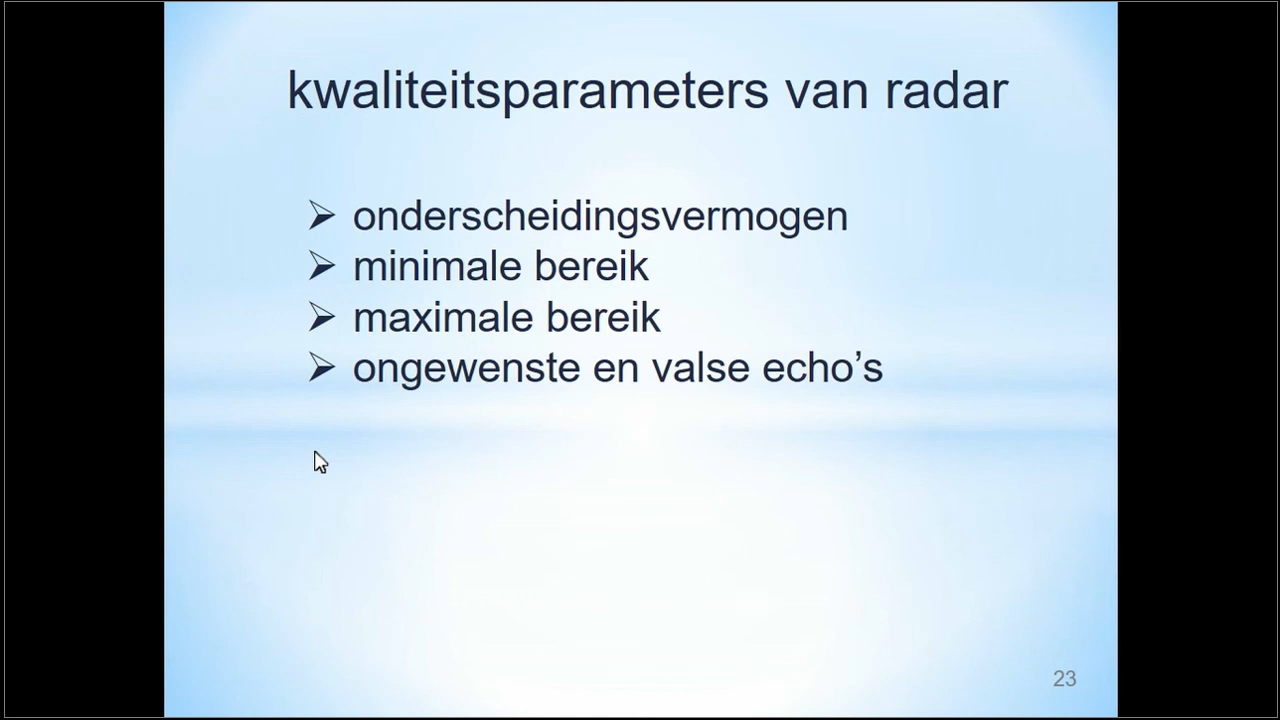 kwaliteitsparameters van radar
onderscheidingsvermogen
minimale bereik
maximale bereik
ongewenste en valse echo’s
23